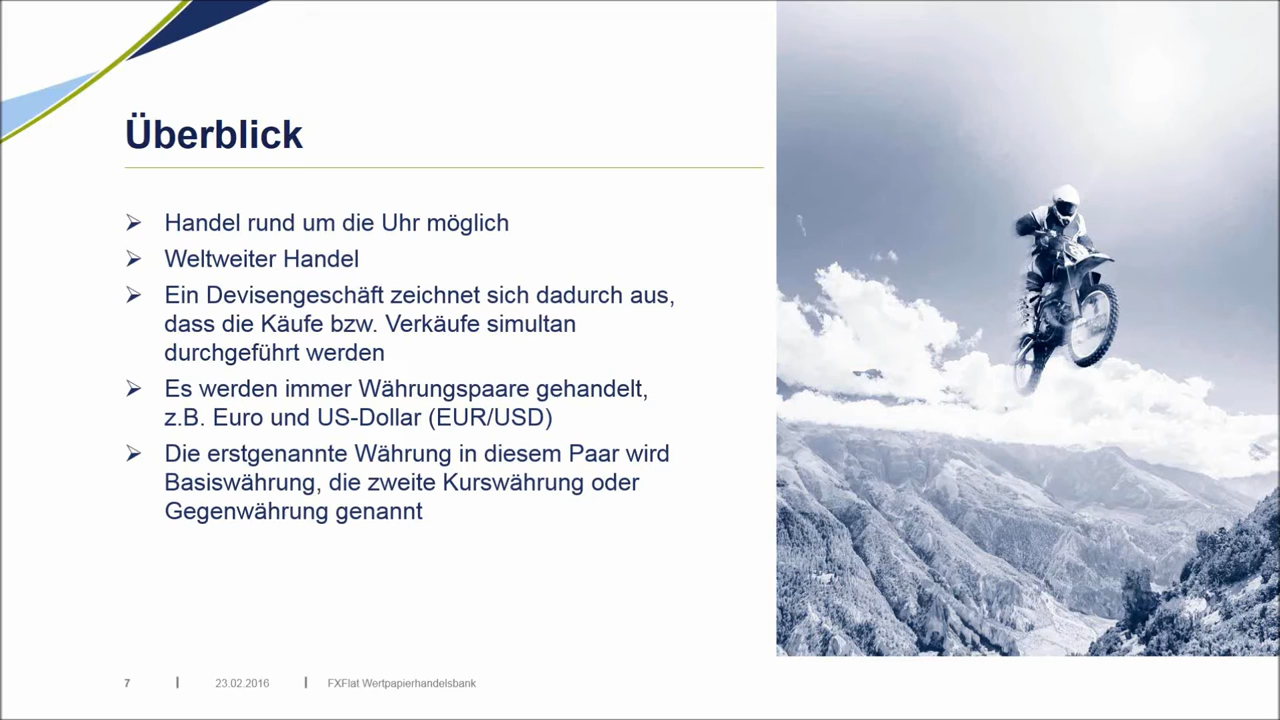 Überblick
Handel rund um die Uhr möglich
Weltweiter Handel
Ein Devisengeschäft zeichnet sich dadurch aus,
dass die Käufe bzw. Verkäufe simultan
durchgeführt werden
Es werden immer Währungspaare gehandelt,
z.B. Euro und US-Dollar (EUR/USD)
Die erstgenannte Währung in diesem Paar wird
Basiswährung, die zweite Kurswährung oder
Gegenwährung genannt
7 | 23.02.2016 | FXFlat Wertpapierhandelsbank